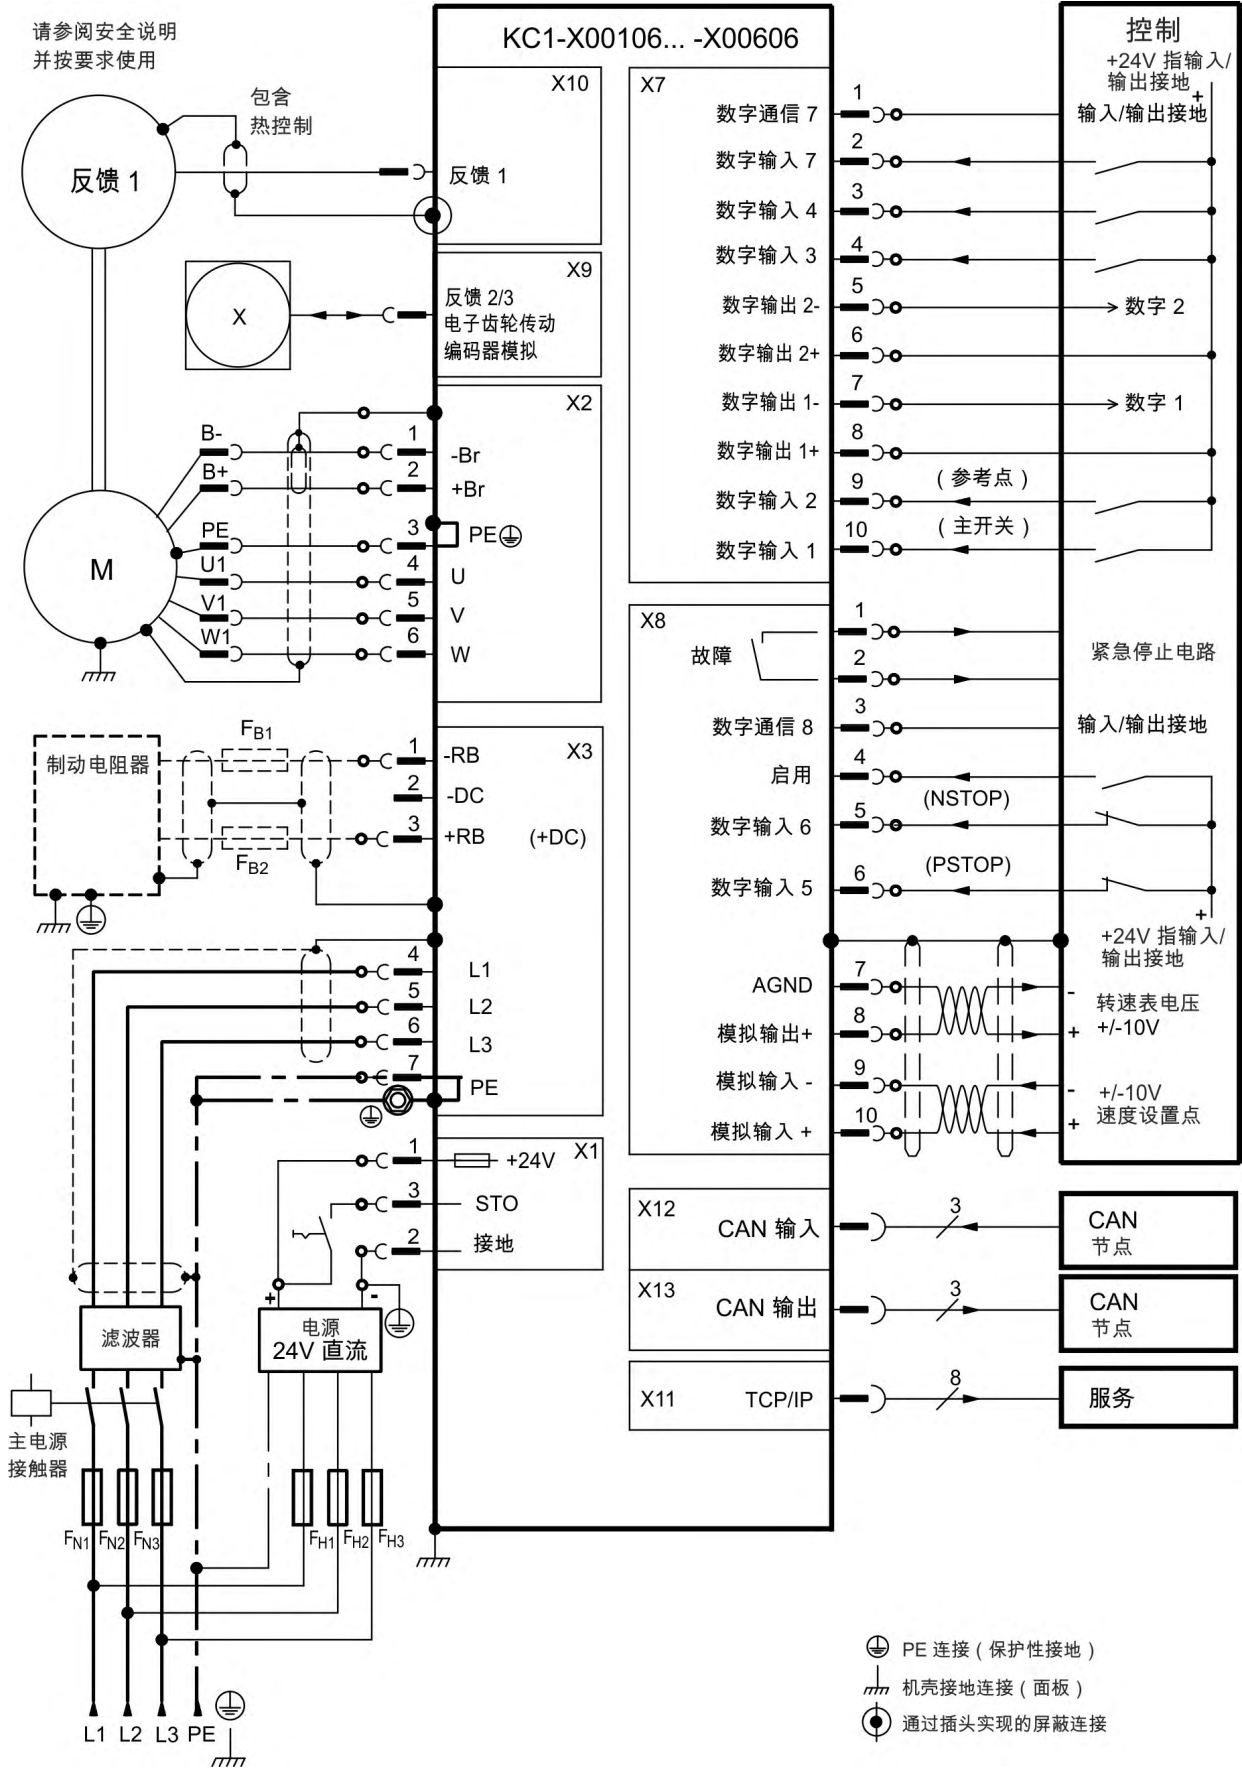 请参阅安全说明
并按要求使用
KC1-X00106... -X00606
包含
热控制
反馈 1
X10
反馈 1
X
X9
反馈 2/3
电子齿轮传动
编码器模拟
X2
B-
1
-Br
B+
2
+Br
PE
3
PE
U1
4
U
V1
5
V
W1
6
W
M
X3
制动电阻器
FB1
1
-RB
2
-DC
3
+RB
(+DC)
FB2
4
L1
5
L2
6
L3
7
PE
X1
1
+24V
3
STO
2
接地
+
-
电源
24V 直流
滤波器
主电源
接触器
FN1
FN2
FN3
FH1
FH2
FH3
L1
L2
L3
PE
X7
数字通信 7
1
数字输入 7
2
数字输入 4
3
数字输入 3
4
数字输出 2-
5
数字 2
数字输出 2+
6
数字输出 1-
7
数字 1
数字输出 1+
8
数字输入 2
9
( 参考点 )
数字输入 1
10
( 主开关 )
控制
+24V 指输入/
输出接地
+
输入/输出接地
X8
故障
1
2
紧急停止电路
数字通信 8
3
输入/输出接地
启用
4
(NSTOP)
数字输入 6
5
(PSTOP)
数字输入 5
6
+
+24V 指输入/
输出接地
AGND
7
-
转速表电压
模拟输出+
8
+
+/-10V
模拟输入 -
9
-
+/-10V
速度设置点
模拟输入 +
10
+
X12
CAN 输入
3
CAN
节点
X13
CAN 输出
3
CAN
节点
X11
TCP/IP
8
服务
PE 连接 ( 保护性接地 )
机壳接地连接 ( 面板 )
通过插头实现的屏蔽连接